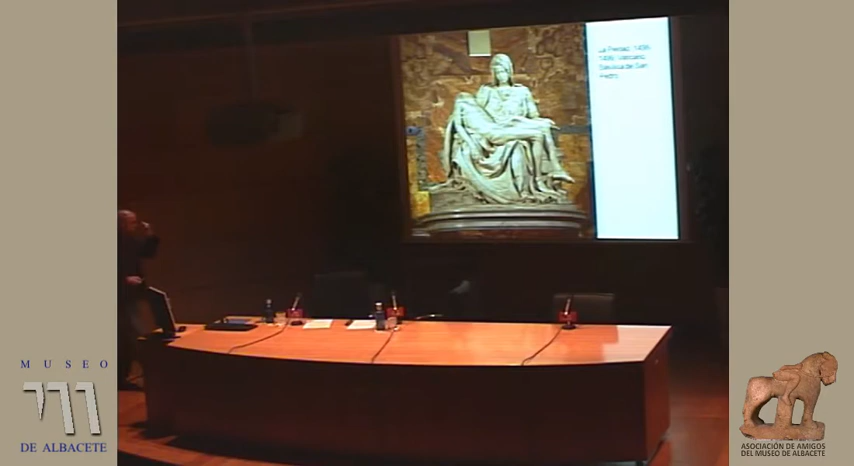 La Piedad. 1498-
1499. Vaticano.
Basílica de San
Pedro.
MUSEO
DE ALBACETE
ASOCIACIÓN DE AMIGOS
DEL MUSEO DE ALBACETE